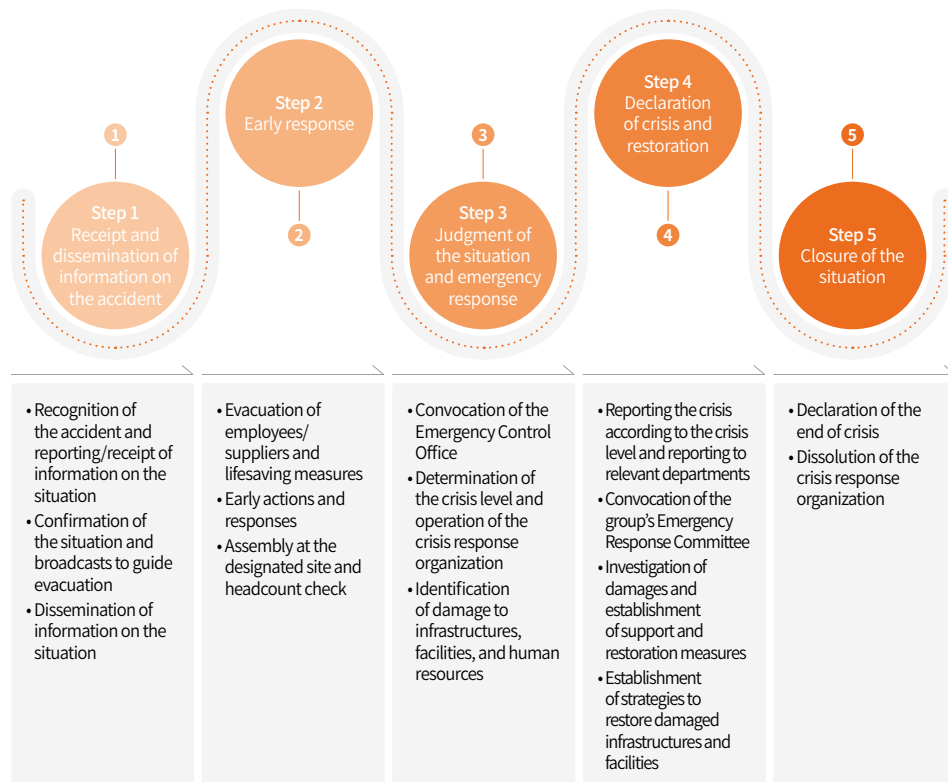 1
Step 1
Receipt and
dissemination of
information on
the accident
Step 2
Early response
2
3
Step 3
Judgment of
the situation
and emergency
response
Step 4
Declaration
of crisis and
restoration
4
5
Step 5
Closure of the
situation
• Recognition of
the accident and
reporting/receipt of
information on the
situation
• Confirmation of
the situation and
broadcasts to guide
evacuation
• Dissemination of
information on the
situation
• Evacuation of
employees/
suppliers and
lifesaving measures
• Early actions and
responses
• Assembly at the
designated site and
headcount check
• Convocation of the
Emergency Control
Office
• Determination of
the crisis level and
operation of the
crisis response
organization
• Identification
of damage to
infrastructures,
facilities, and human
resources
• Reporting the crisis
according to the crisis
level and reporting to
relevant departments
• Convocation of the
group's Emergency
Response Committee
• Investigation of
damages and
establishment
of support and
restoration measures
• Establishment
of strategies to
restore damaged
infrastructures and
facilities
• Declaration of the
end of crisis
• Dissolution of the
crisis response
organization